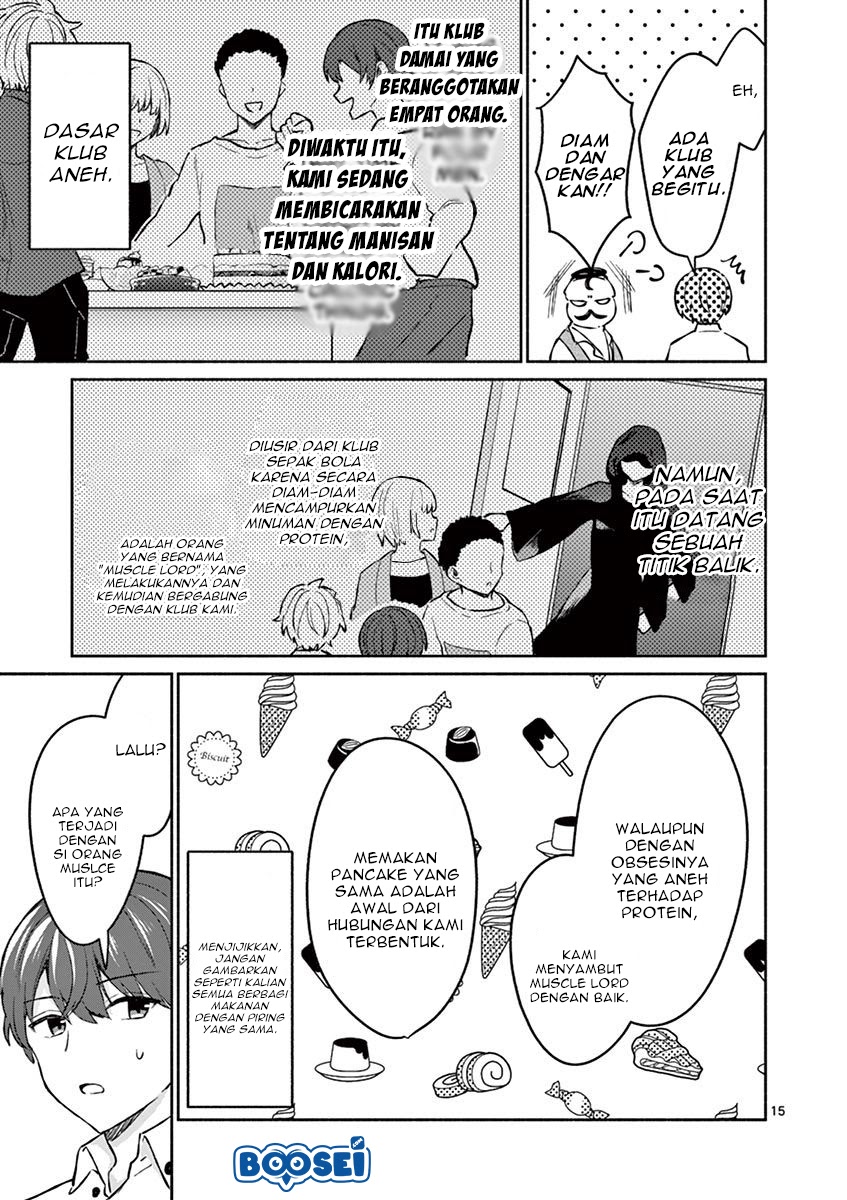 EH,
ADA
KLUB
YANG
BEGITU.
DIAM
DAN
DENGAR
KAN!!
ITU KLUB
DAMAI YANG
BERANGGOTAKAN
EMPAT ORANG.
DIWAKTU ITU,
KAMI SEDANG
MEMBICARAKAN
TENTANG MANISAN
DAN KALORI.
DASAR
KLUB
ANEH.
NAMUN,
PADA SAAT
ITU DATANG
SEBUAH
TITIK BALIK.
DIUSIR DARI KLUB
SEPAK BOLA
KARENA SECARA
DIAM-DIAM
MENCAMPURKAN
MINUMAN DENGAN
PROTEIN,
ADALAH ORANG
YANG BERNAMA
"MUSCLE LORD", YANG
MELAKUKANNYA DAN
KEMUDIAN BERGABUNG
DENGAN KLUB KAMI.
WALAUPUN
DENGAN
OBSESINYA
YANG ANEH
TERHADAP
PROTEIN,
KAMI
MENYAMBUT
MUSCLE LORD
DENGAN BAIK.
MEMAKAN
PANCAKE YANG
SAMA ADALAH
AWAL DARI
HUBUNGAN KAMI
TERBENTUK.
Biscuit
MENJIJIKKAN,
JANGAN
GAMBARKAN
SEPERTI KALIAN
SEMUA BERBAGI
MAKANAN
DENGAN PIRING
YANG SAMA.
LALU?
APA YANG
TERJADI
DENGAN
SI ORANG
MUSLCE
ITU?
15
BOOSEI